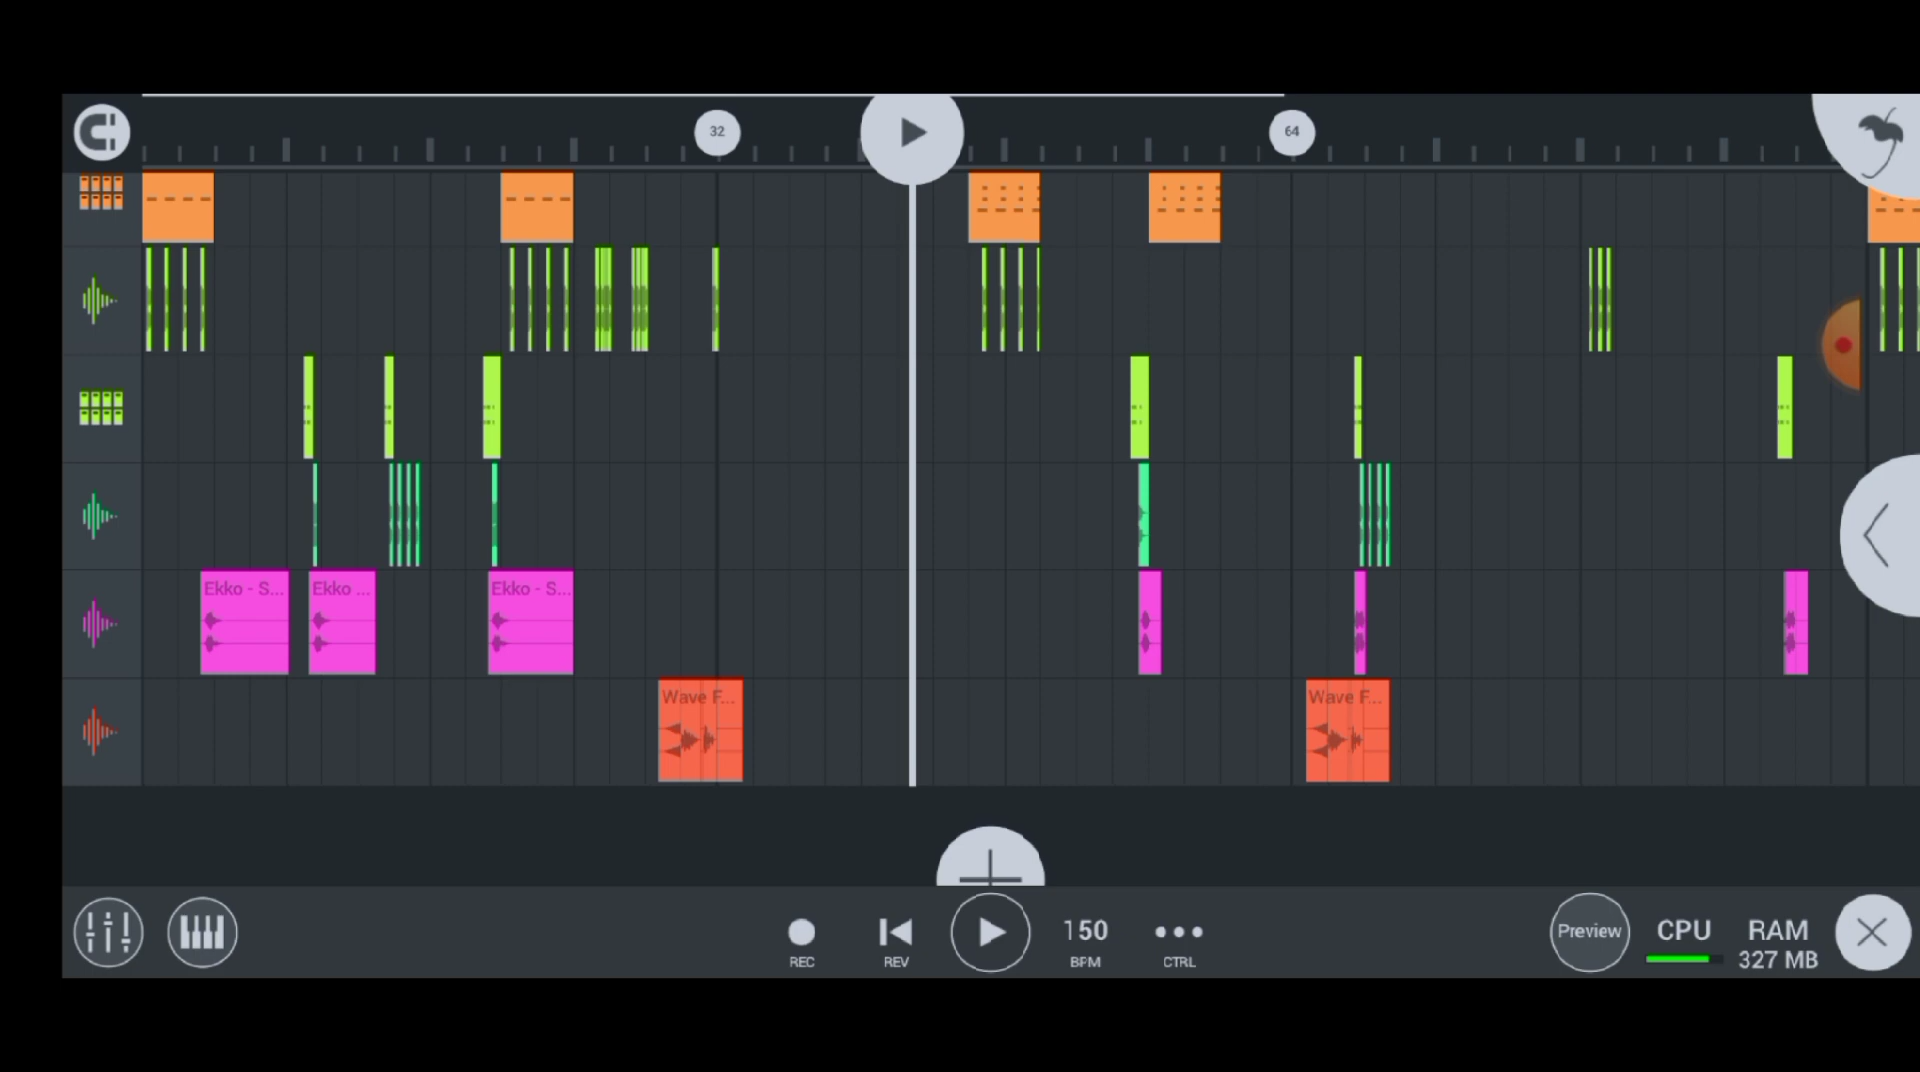 32
64
Ekko - S...
Ekko ...
Ekko - S...
Wave F...
Wave F...
150
Preview
CPU
RAM
REC
REV
BPM
CTRL
327 MB